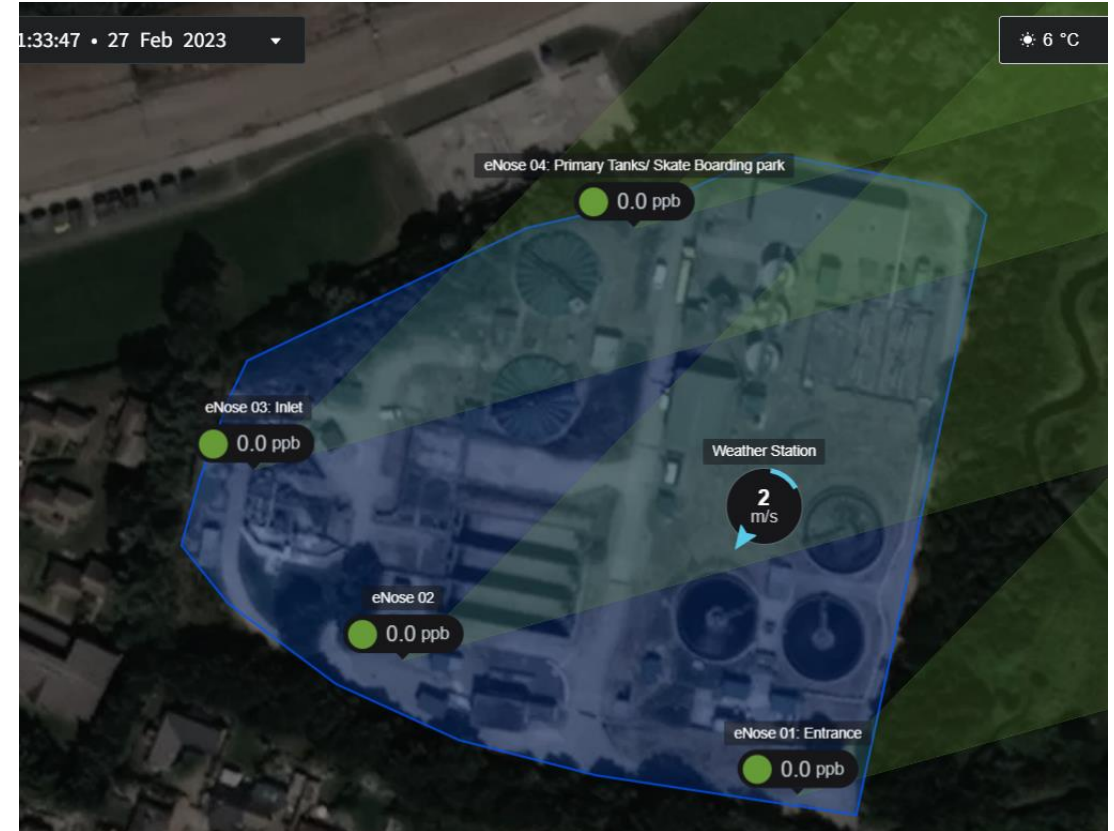 1:33:47 • 27 Feb 2023
6 °C
eNose 04: Primary Tanks/ Skate Boarding park
0.0 ppb
eNose 03: Inlet
0.0 ppb
Weather Station
2
m/s
eNose 02
0.0 ppb
eNose 01: Entrance
0.0 ppb